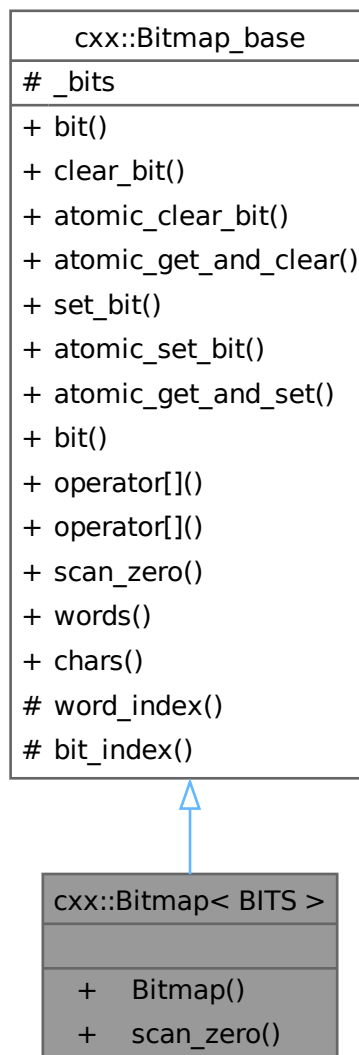 cxx::Bitmap_base
# _bits
+ bit()
+ clear_bit()
+ atomic_clear_bit()
+ atomic_get_and_clear()
+ set_bit()
+ atomic_set_bit()
+ atomic_get_and_set()
+ bit()
+ operator[]()
+ operator[]()
+ scan_zero()
+ words()
+ chars()
# word_index()
# bit_index()
cxx::Bitmap< BITS >
+ Bitmap()
+ scan_zero()